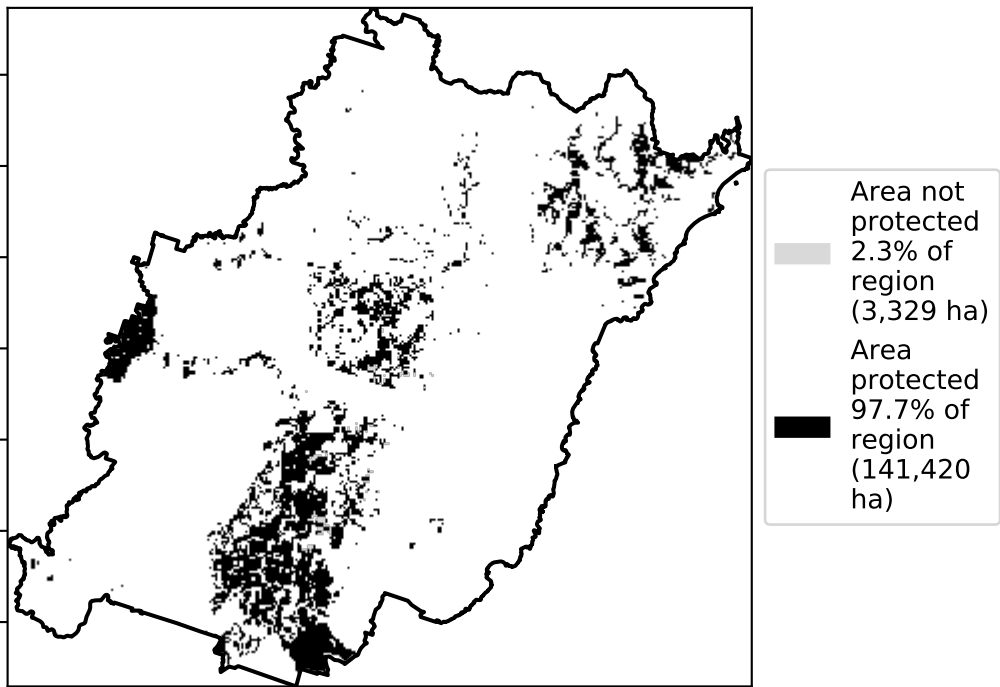 Area not
protected
2.3% of
region
(3,329 ha)
Area
protected
97.7% of
region
(141,420
ha)